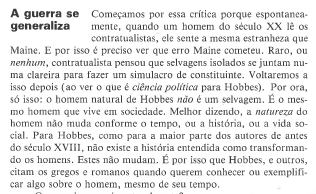 A guerra se
generaliza
Começamos por essa crítica porque espontanea-
mente, quando um homem do século XX lê os
contratualistas, ele sente a mesma estranheza que
Maine. E por isso é preciso ver que erro Maine cometeu. Raro, ou
nenhum, contratualista pensou que selvagens isolados se juntam nu-
ma clareira para fazer um simulacro de constituinte. Voltaremos a
isso depois (ao ver o que é ciência política para Hobbes). Por ora,
só isso: o homem natural de Hobbes não é um selvagem. É o mes-
mo homem que vive em sociedade. Melhor dizendo, a natureza do
homem não muda conforme o tempo, ou a história, ou a vida so-
cial. Para Hobbes, como para a maior parte dos autores de antes
do século XVIII, não existe a história entendida como transforman-
do os homens. Estes não mudam. É por isso que Hobbes, e outros,
citam os gregos e romanos quando querem conhecer ou exemplifi-
car algo sobre o homem, mesmo de seu tempo.